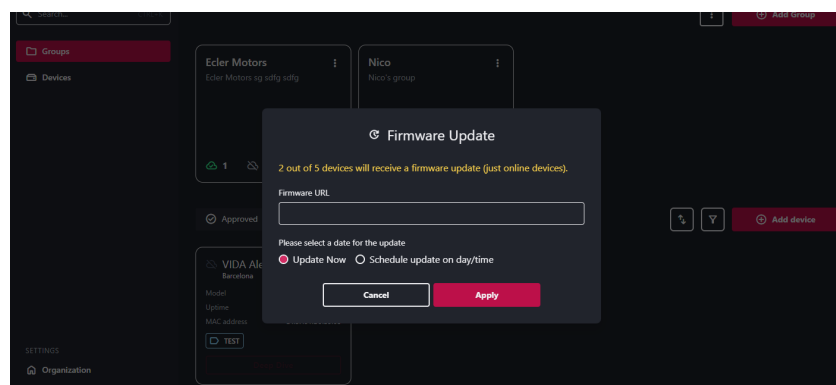 Search...
Add Group
Groups
Devices
Ecler Motors
Ecler Motors sg sdfg sdfg
Nico
Nico's group
1
Firmware Update
2 out of 5 devices will receive a firmware update (just online devices).
Firmware URL
Please select a date for the update
Update Now
Schedule update on day/time
Cancel
Apply
Approved
Add device
VIDA Ale
Barcelona
Model
Uptime
MAC address
TEST
SETTINGS
Organization